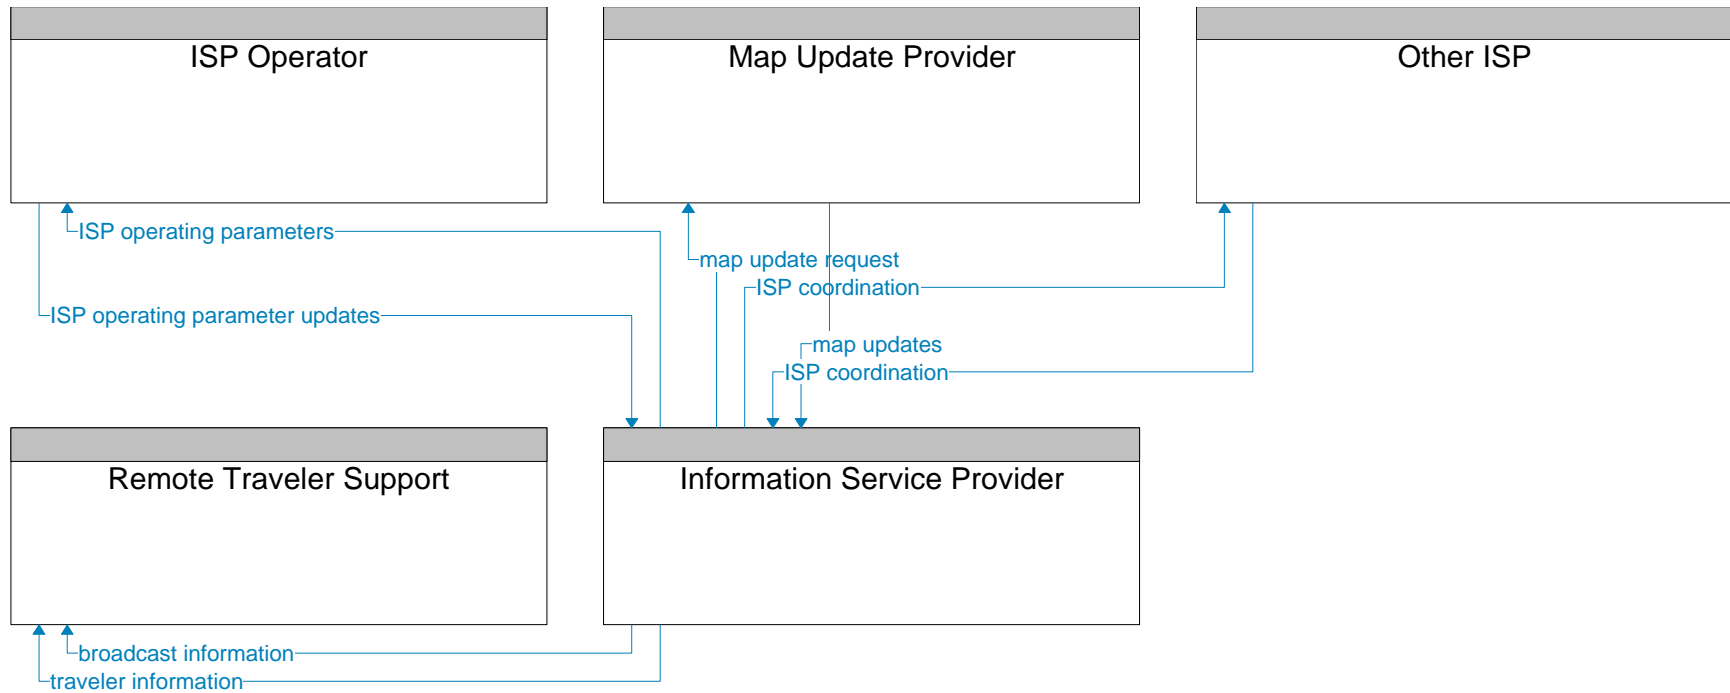 ISP Operator
Map Update Provider
Other ISP
ISP operating parameters
map update request
ISP coordination
ISP operating parameter updates
map updates
ISP coordination
Remote Traveler Support
Information Service Provider
broadcast information
traveler information